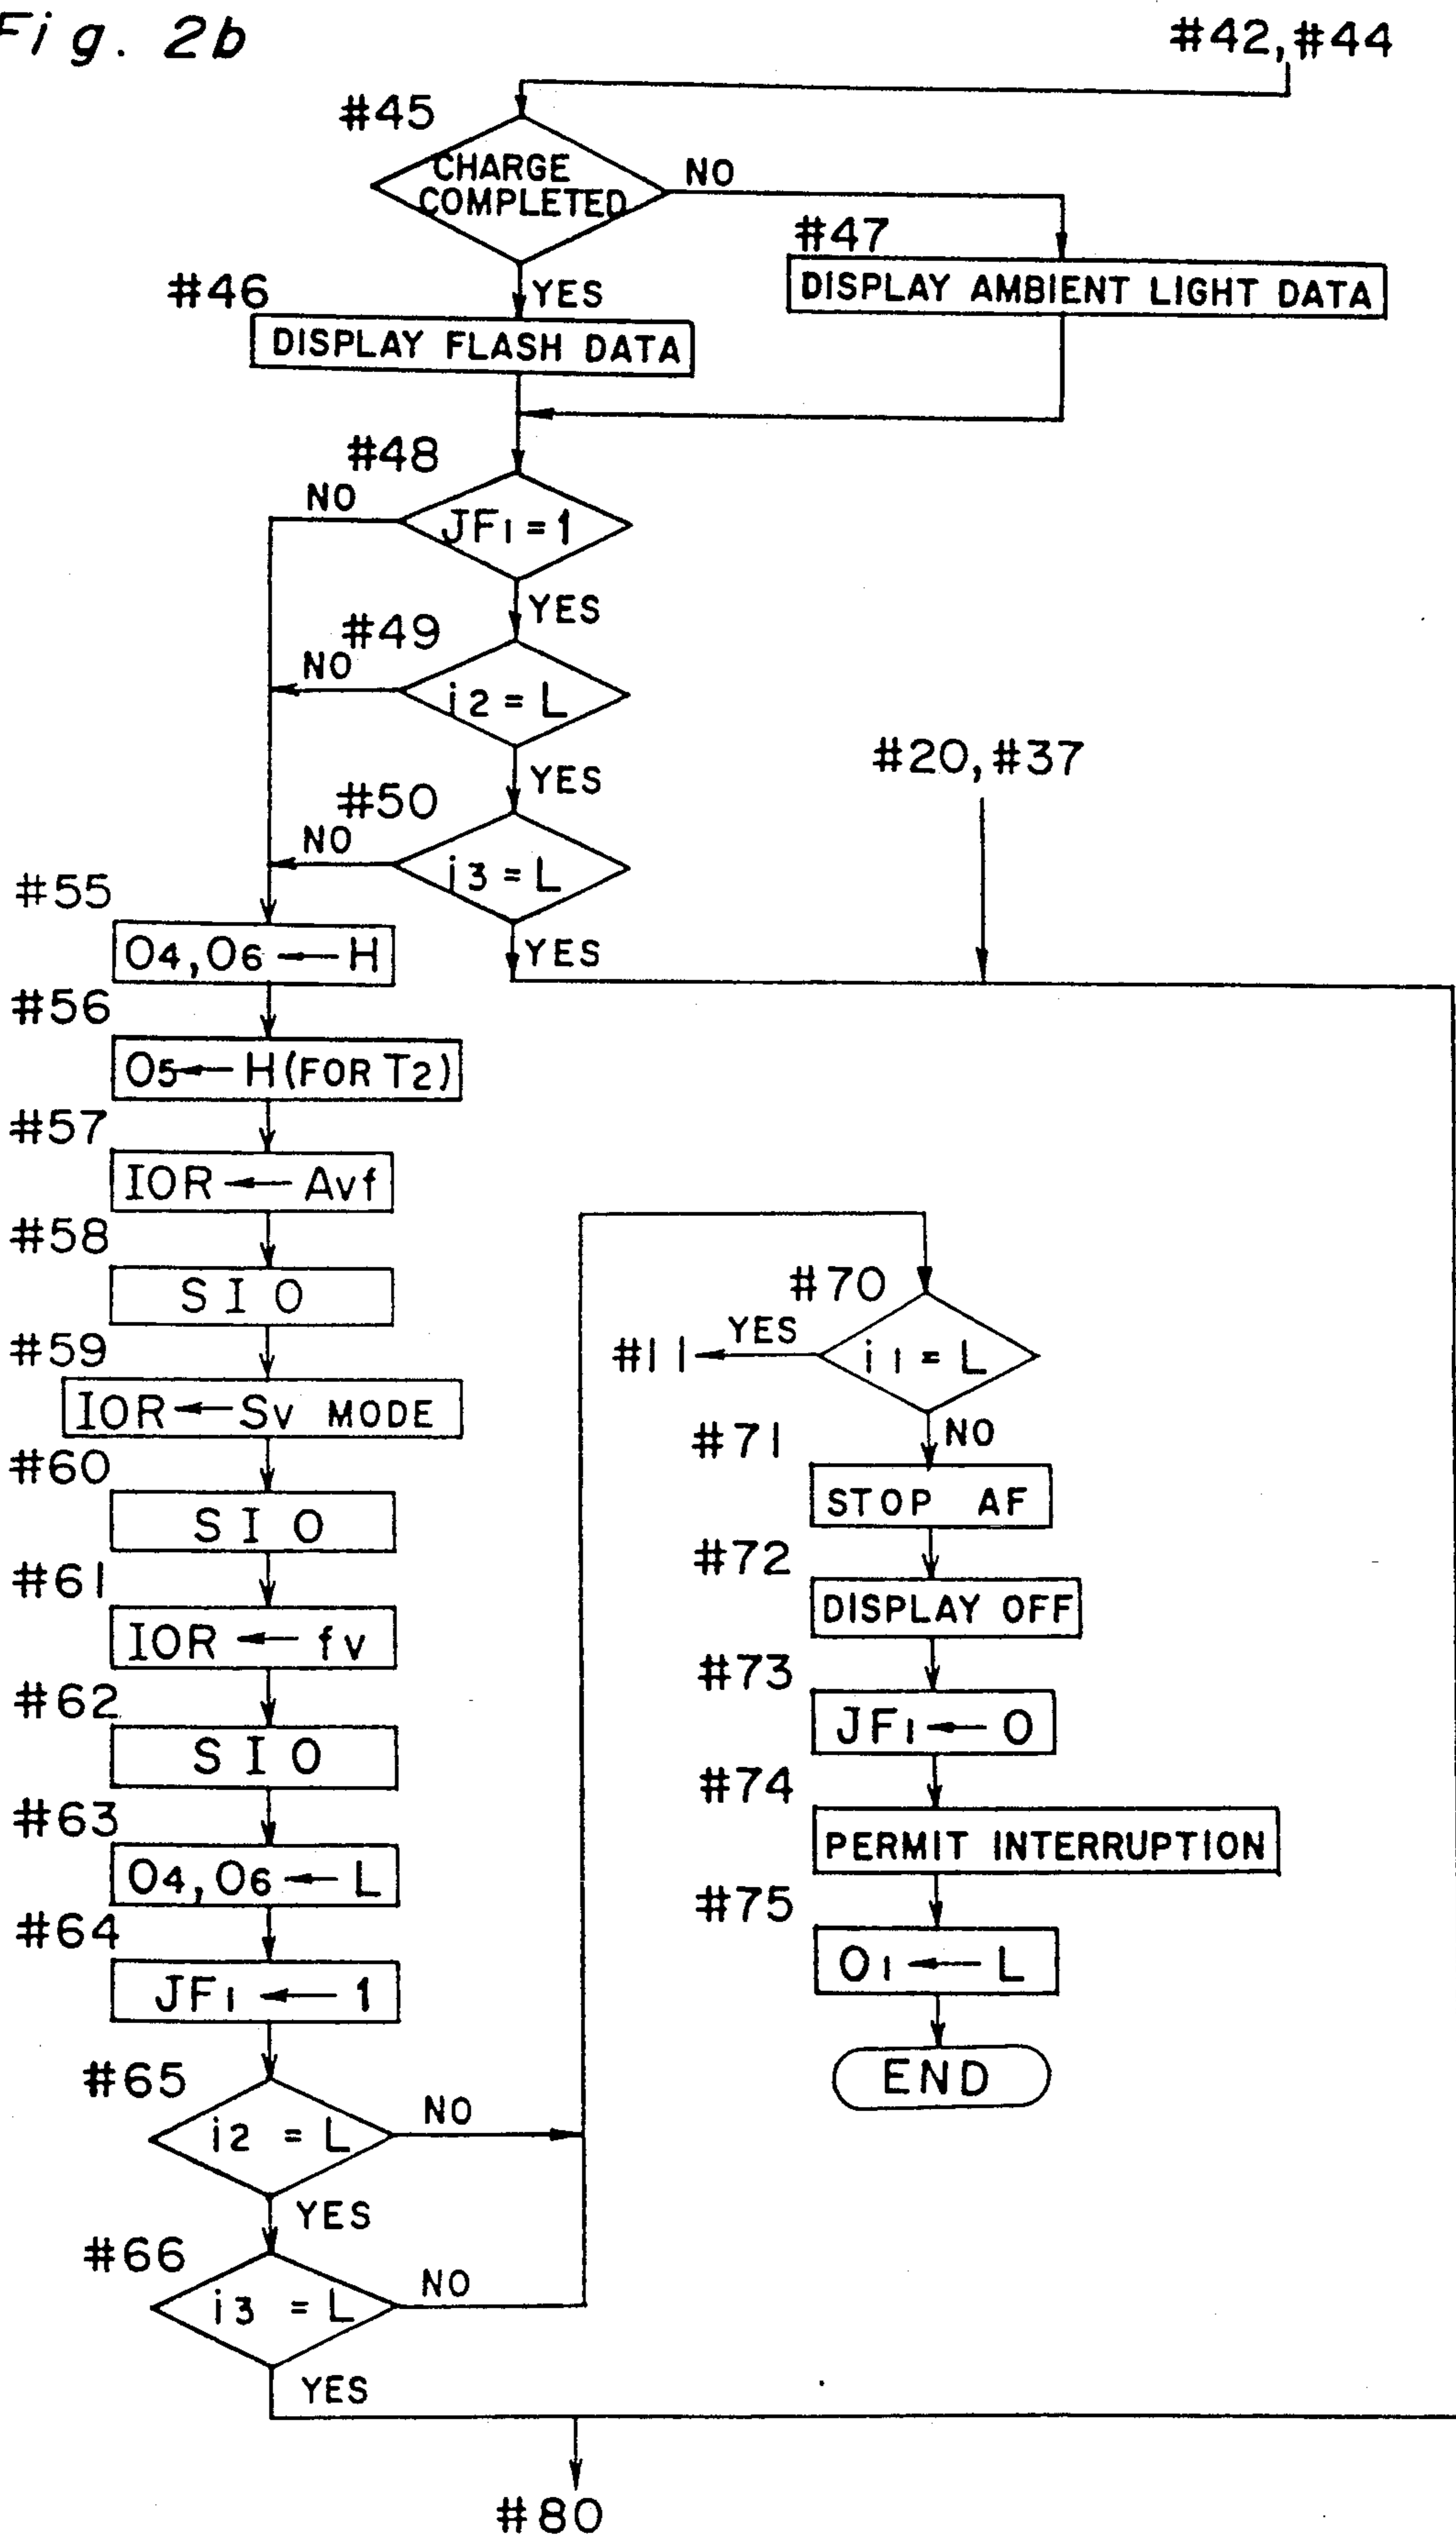 Fig. 2b
#42, #44
#45
CHARGE
COMPLETED
NO
YES
#47
DISPLAY AMBIENT LIGHT DATA
#46
DISPLAY FLASH DATA
#48
NO
JF1 = 1
YES
#49
NO
i2 = L
YES
#50
NO
i3 = L
YES
#20, #37
#55
O4, O6 ← H
#56
O5 ← H (FOR T2)
#57
IOR ← Avf
#58
SIO
#59
IOR ← Sv MODE
#60
SIO
#61
IOR ← fv
#62
SIO
#63
O4, O6 ← L
#64
JF1 ← 1
#65
i2 = L
NO
YES
#66
i3 = L
NO
YES
#80
#70
i1 = L
YES
#11
NO
#71
STOP AF
#72
DISPLAY OFF
#73
JF1 ← O
#74
PERMIT INTERRUPTION
#75
O1 ← L
END